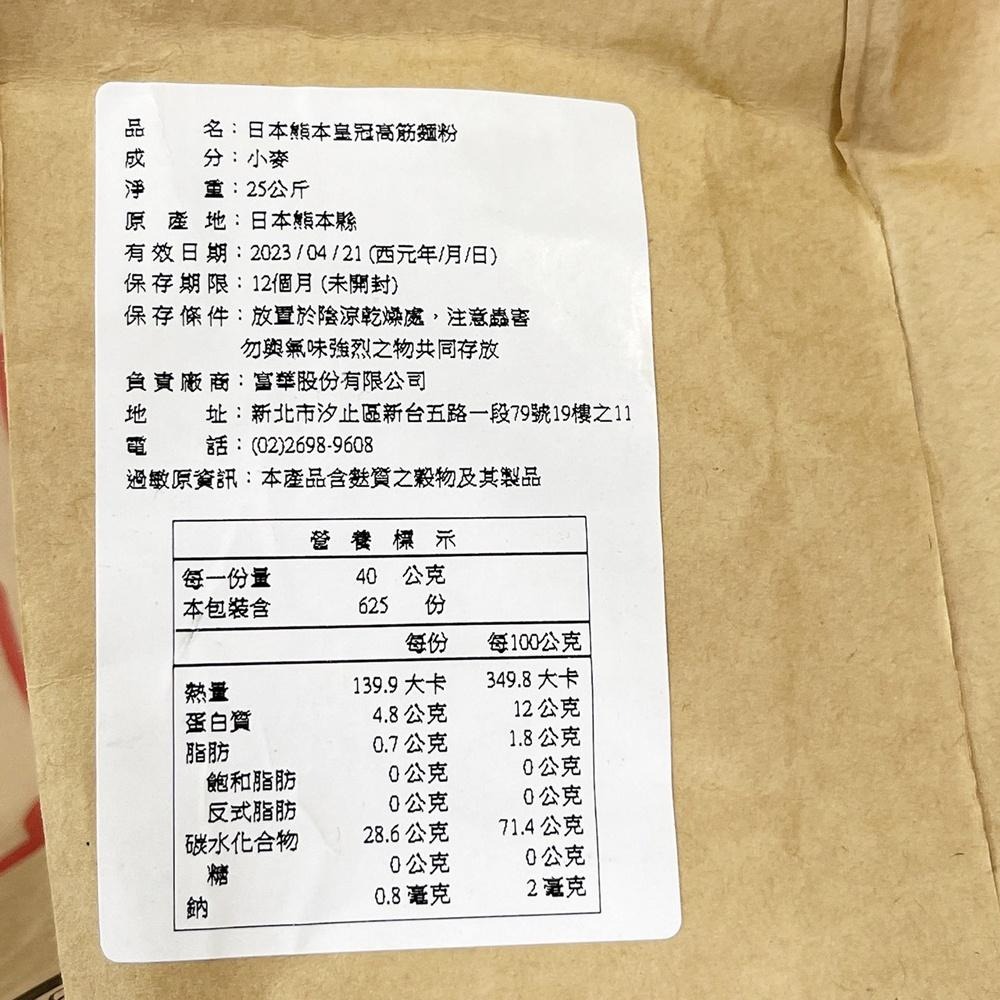 品名：日本熊本皇冠高筋麵粉
成分：小麥
淨重：25公斤
原產地：日本熊本縣
有效日期：2023/04/21(西元年/月/日)
保存期限：12個月(未開封)
保存條件：放置於陰涼乾燥處，注意蟲害
勿與氣味強烈之物共同存放
負責廠商：富華股份有限公司
地址：新北市汐止區新台五路一段79號19樓之11
電話：(02)2698-9608
過敏原資訊：本產品含麩質之穀物及其製品
營養標示
每一份量 40 公克
本包裝含 625 份
每份 每100公克
熱量 139.9 大卡 349.8 大卡
蛋白質 4.8 公克 12 公克
脂肪 0.7 公克 1.8 公克
飽和脂肪 0 公克 0 公克
反式脂肪 0 公克 0 公克
碳水化合物 28.6 公克 71.4 公克
糖 0 公克 0 公克
鈉 0.8 毫克 2 毫克